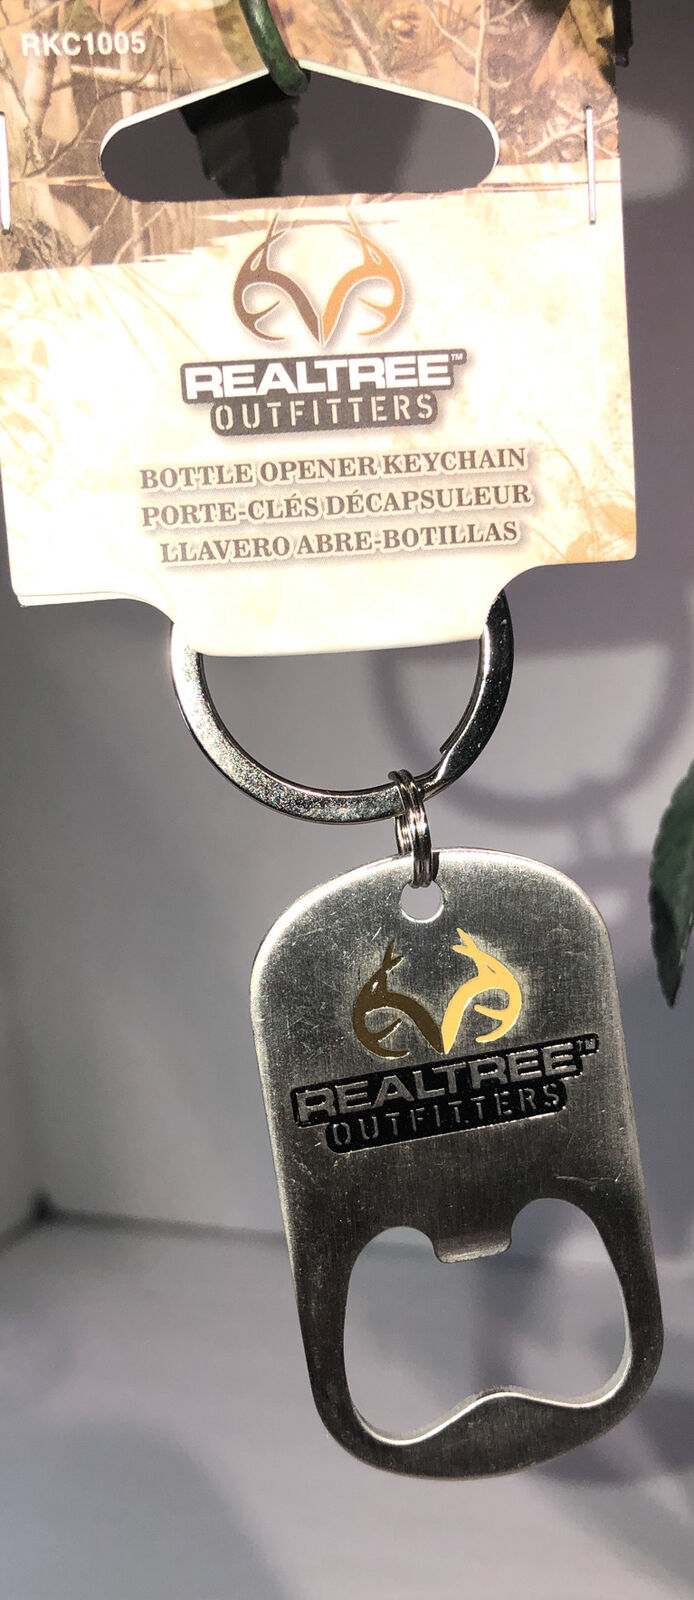 RKC1005
REALTREE™
OUTFITTERS
BOTTLE OPENER KEYCHAIN
PORTE-CLÉS DÉCAPSULEUR
LLAVERO ABRE-BOTILLAS
REALTREE™
OUTFITTERS